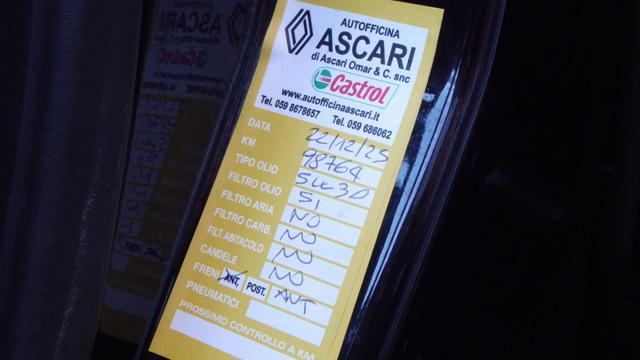 AUTOFFICINA
ASCARI
di Ascari Omar & C. snc
Castrol
www.autofficinaascari.it
Tel. 059 8678657 Tel. 059 686062
DATA 22/12/25
KM 98764
TIPO OLIO 5W30
FILTRO OLIO SI
FILTRO ARIA NO
FILTRO CARB. NO
FILT. ABITACOLO NO
CANDELE NO
FRENI ANT. POST. ANT
PNEUMATICI
PROSSIMO CONTROLLO A KM